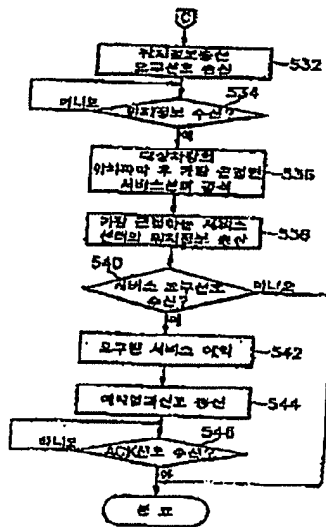 C
위치정보송신
요구신호 송신
532
534
위치정보 수신?
아니오
예
대상차량의
위치파악 후 가장 근접한
서비스센터 검색
536
가장 근접하는 서비스
센터의 위치정보 송신
538
540
서비스 요구신호
수신?
아니오
예
요구된 서비스 예약
542
예약결과신호 송신
544
546
ACK신호 수신?
아니오
예
종료